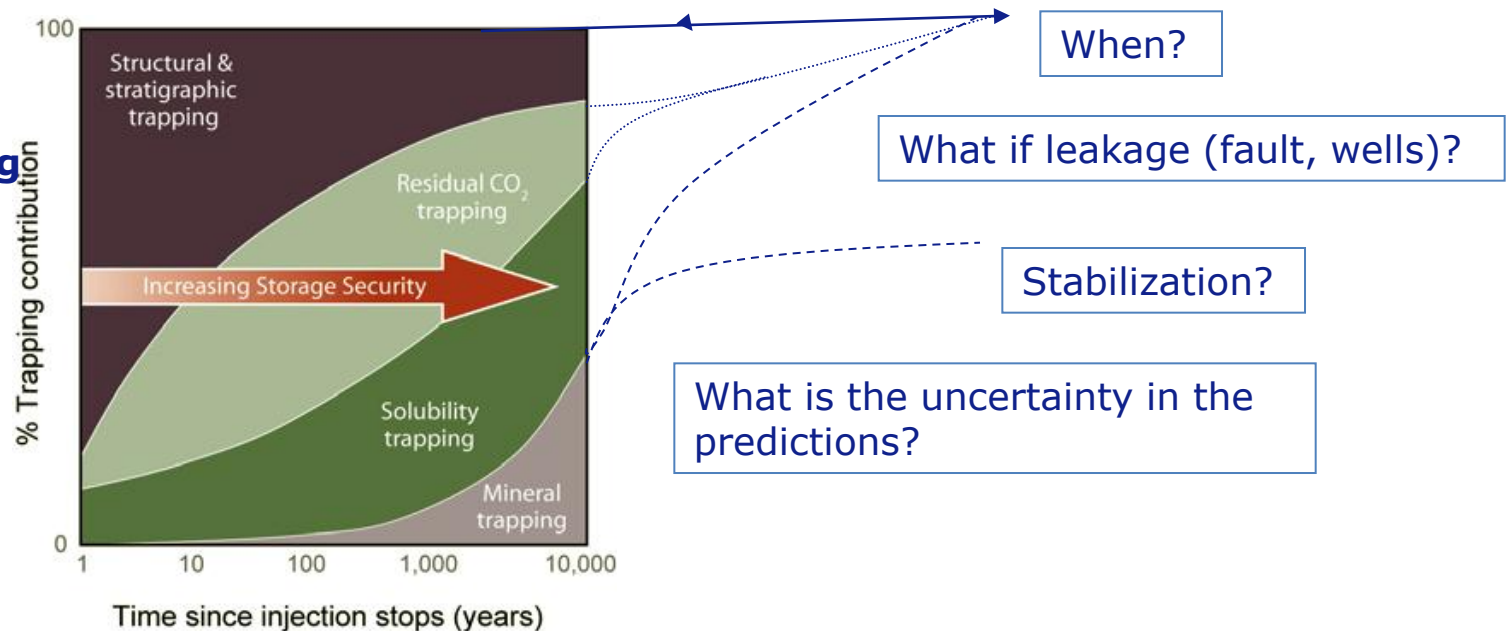 100
Structural &
stratigraphic
trapping
g
% Trapping contribution
Residual CO₂
trapping
Increasing Storage Security
Solubility
trapping
Mineral
trapping
0
1 10 100 1,000 10,000
Time since injection stops (years)
When?
What if leakage (fault, wells)?
Stabilization?
What is the uncertainty in the
predictions?